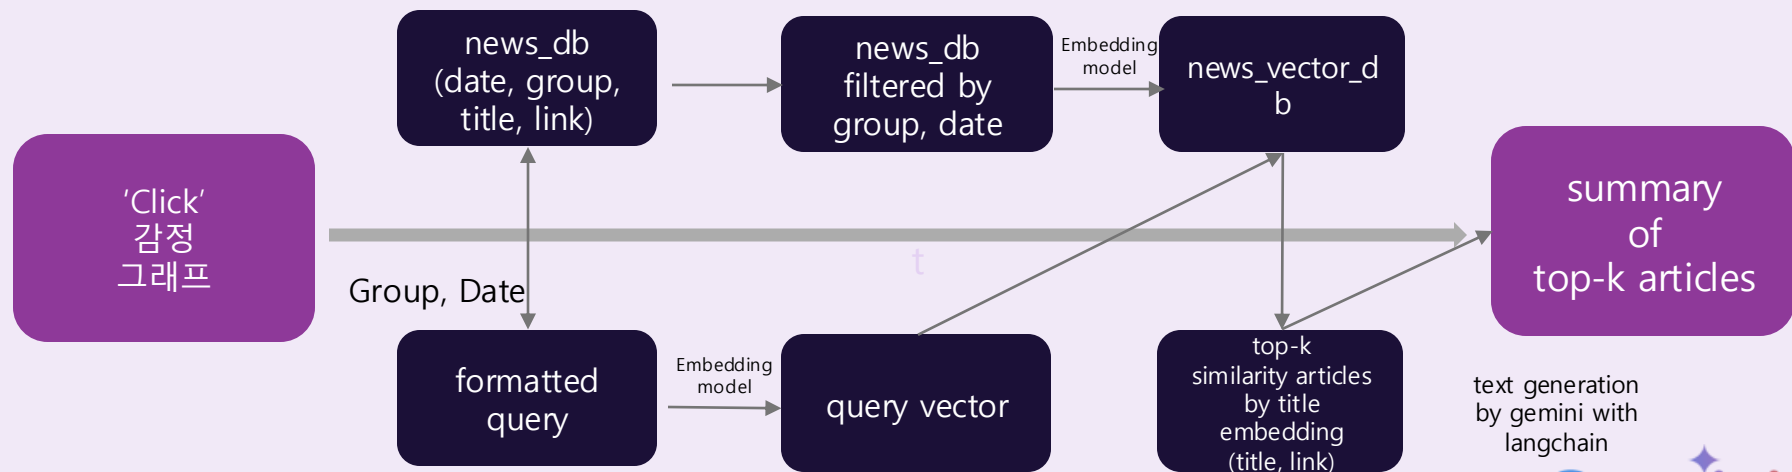 'Click'
감정
그래프
news_db
(date, group,
title, link)
news_db
filtered by
group, date
Embedding
model
news_vector_d
b
t
Group, Date
formatted
query
Embedding
model
query vector
top-k
similarity articles
by title
embedding
(title, link)
summary
of
top-k articles
text generation
by gemini with
langchain